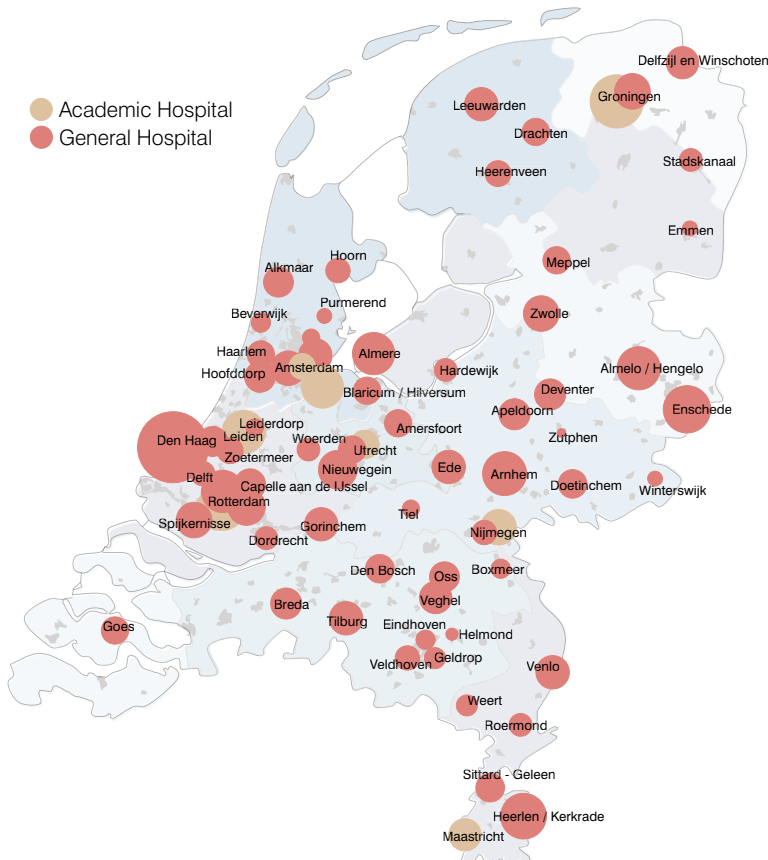 Delfzijl en Winschoten
Groningen
Leeuwarden
Academic Hospital
General Hospital
Drachten
Stadskanaal
Heerenveen
Emmen
Hoorn
Meppel
Alkmaar
Purmerend
Beverwijk
Zwolle
Haarlem
Almere
Amsterdam
Hoofddorp
Hardewijk
Almelo / Hengelo
Blaricum / Hilversum
Deventer
Enschede
Apeldoorn
Leiderdorp
Amersfoort
Leiden
Woerden
Den Haag
Zutphen
Utrecht
Zoetermeer
Nieuwegein
Ede
Arnhem
Delft
Capelle aan de IJssel
Doetinchem
Winterswijk
Rotterdam
Tiel
Spijkernisse
Gorinchem
Nijmegen
Dordrecht
Den Bosch
Boxmeer
Oss
Veghel
Breda
Tilburg
Goes
Eindhoven
Helmond
Veldhoven
Geldrop
Venlo
Weert
Roermond
Sittard - Geleen
Heerlen / Kerkrade
Maastricht